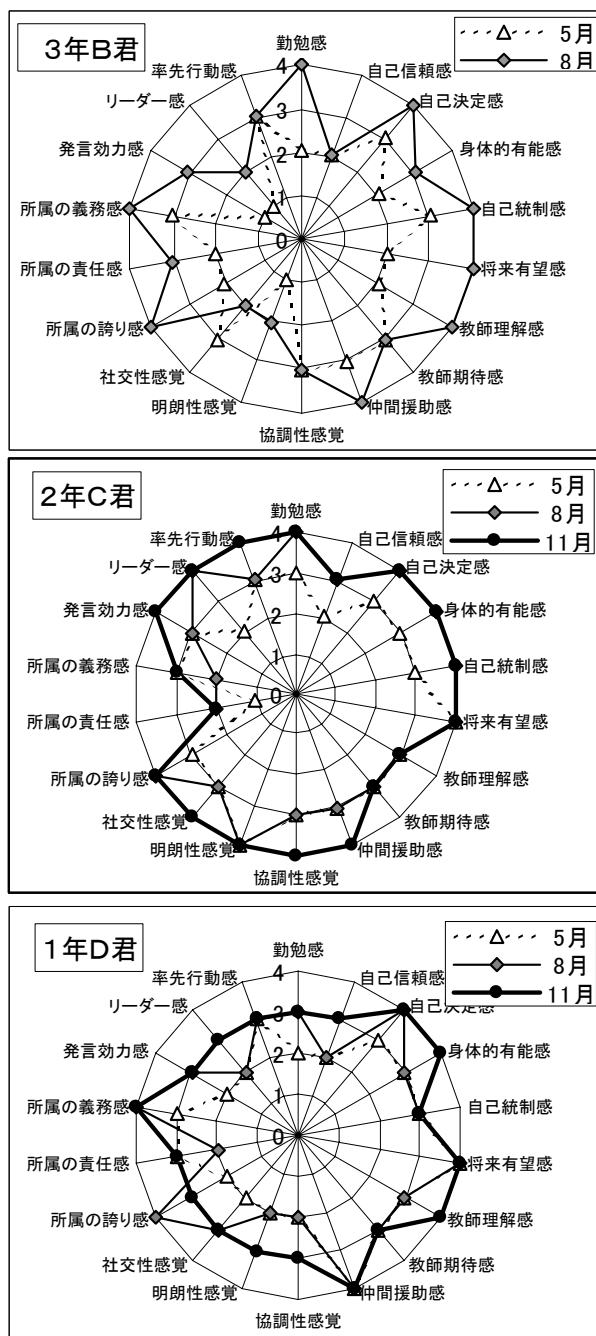 3年B君
5月
8月
勤勉感
自己信頼感
自己決定感
身体的有能感
自己統制感
将来有望感
教師理解感
教師期待感
仲間援助感
協調性感覚
明朗性感覚
社交性感覚
所属の誇り感
所属の責任感
所属の義務感
発言効力感
リーダー感
率先行動感
4
3
2
1
0
2年C君
5月
8月
11月
勤勉感
自己信頼感
自己決定感
身体的有能感
自己統制感
将来有望感
教師理解感
教師期待感
仲間援助感
協調性感覚
明朗性感覚
社交性感覚
所属の誇り感
所属の責任感
所属の義務感
発言効力感
リーダー感
率先行動感
4
3
2
1
0
1年D君
5月
8月
11月
勤勉感
自己信頼感
自己決定感
身体的有能感
自己統制感
将来有望感
教師理解感
教師期待感
仲間援助感
協調性感覚
明朗性感覚
社交性感覚
所属の誇り感
所属の責任感
所属の義務感
発言効力感
リーダー感
率先行動感
4
3
2
1
0